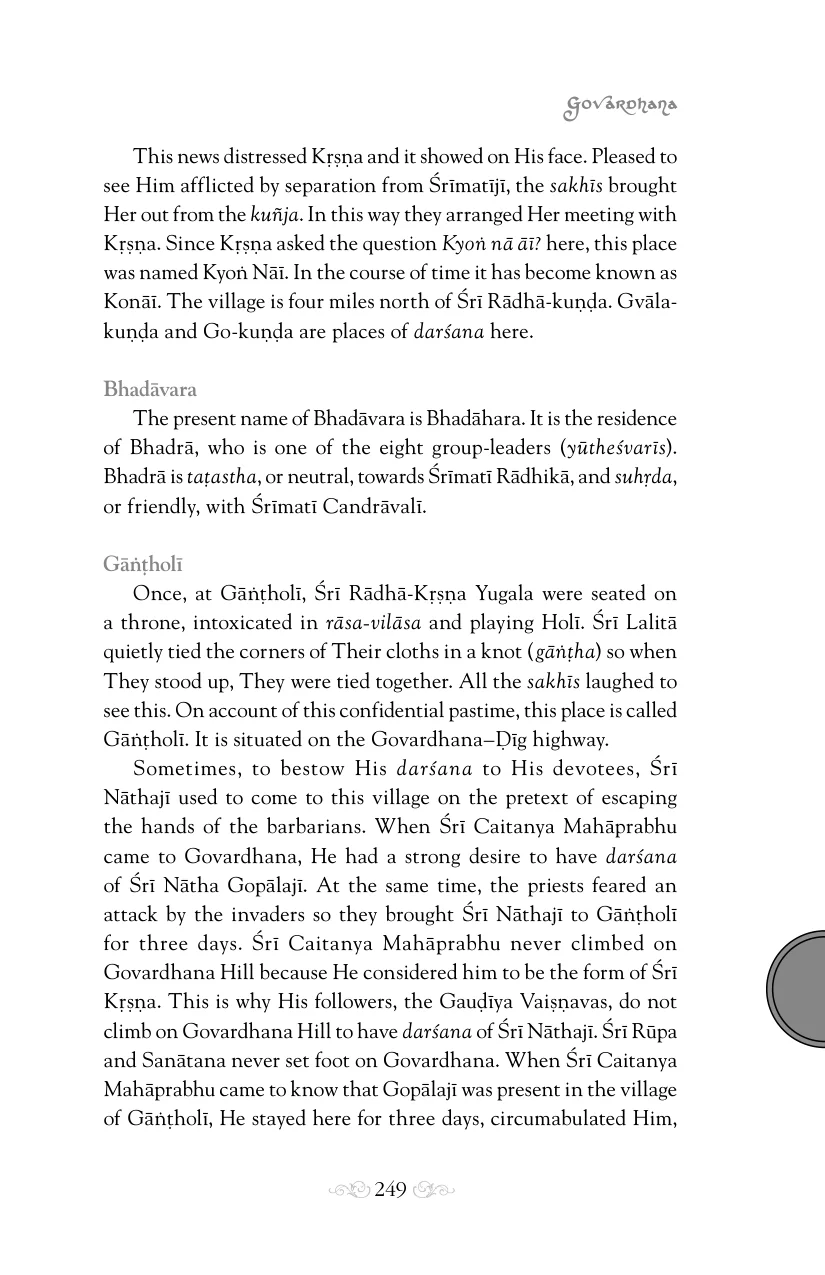 Govardhana
This news distressed Kṛṣṇa and it showed on His face. Pleased to
see Him afflicted by separation from Śrīmatījī, the sakhīs brought
Her out from the kuñja. In this way they arranged Her meeting with
Kṛṣṇa. Since Kṛṣṇa asked the question Kyoṅ nā āī? here, this place
was named Kyoṅ Nāī. In the course of time it has become known as
Konāī. The village is four miles north of Śrī Rādhā-kuṇḍa. Gvāla-
kuṇḍa and Go-kuṇḍa are places of darśana here.
Bhadāvara
The present name of Bhadāvara is Bhadāhara. It is the residence
of Bhadrā, who is one of the eight group-leaders (yūtheśvarīs).
Bhadrā is taṭastha, or neutral, towards Śrīmatī Rādhikā, and suhṛda,
or friendly, with Śrīmatī Candrāvalī.
Gāṅṭholī
Once, at Gāṅṭholī, Śrī Rādhā-Kṛṣṇa Yugala were seated on
a throne, intoxicated in rāsa-vilāsa and playing Holī. Śrī Lalitā
quietly tied the corners of Their cloths in a knot (gāṅṭha) so when
They stood up, They were tied together. All the sakhīs laughed to
see this. On account of this confidential pastime, this place is called
Gāṅṭholī. It is situated on the Govardhana–Ḍīg highway.
Sometimes, to bestow His darśana to His devotees, Śrī
Nāthajī used to come to this village on the pretext of escaping
the hands of the barbarians. When Śrī Caitanya Mahāprabhu
came to Govardhana, He had a strong desire to have darśana
of Śrī Nātha Gopālajī. At the same time, the priests feared an
attack by the invaders so they brought Śrī Nāthajī to Gāṅṭholī
for three days. Śrī Caitanya Mahāprabhu never climbed on
Govardhana Hill because He considered him to be the form of Śrī
Kṛṣṇa. This is why His followers, the Gauḍīya Vaiṣṇavas, do not
climb on Govardhana Hill to have darśana of Śrī Nāthajī. Śrī Rūpa
and Sanātana never set foot on Govardhana. When Śrī Caitanya
Mahāprabhu came to know that Gopālajī was present in the village
of Gāṅṭholī, He stayed here for three days, circumabulated Him,
249